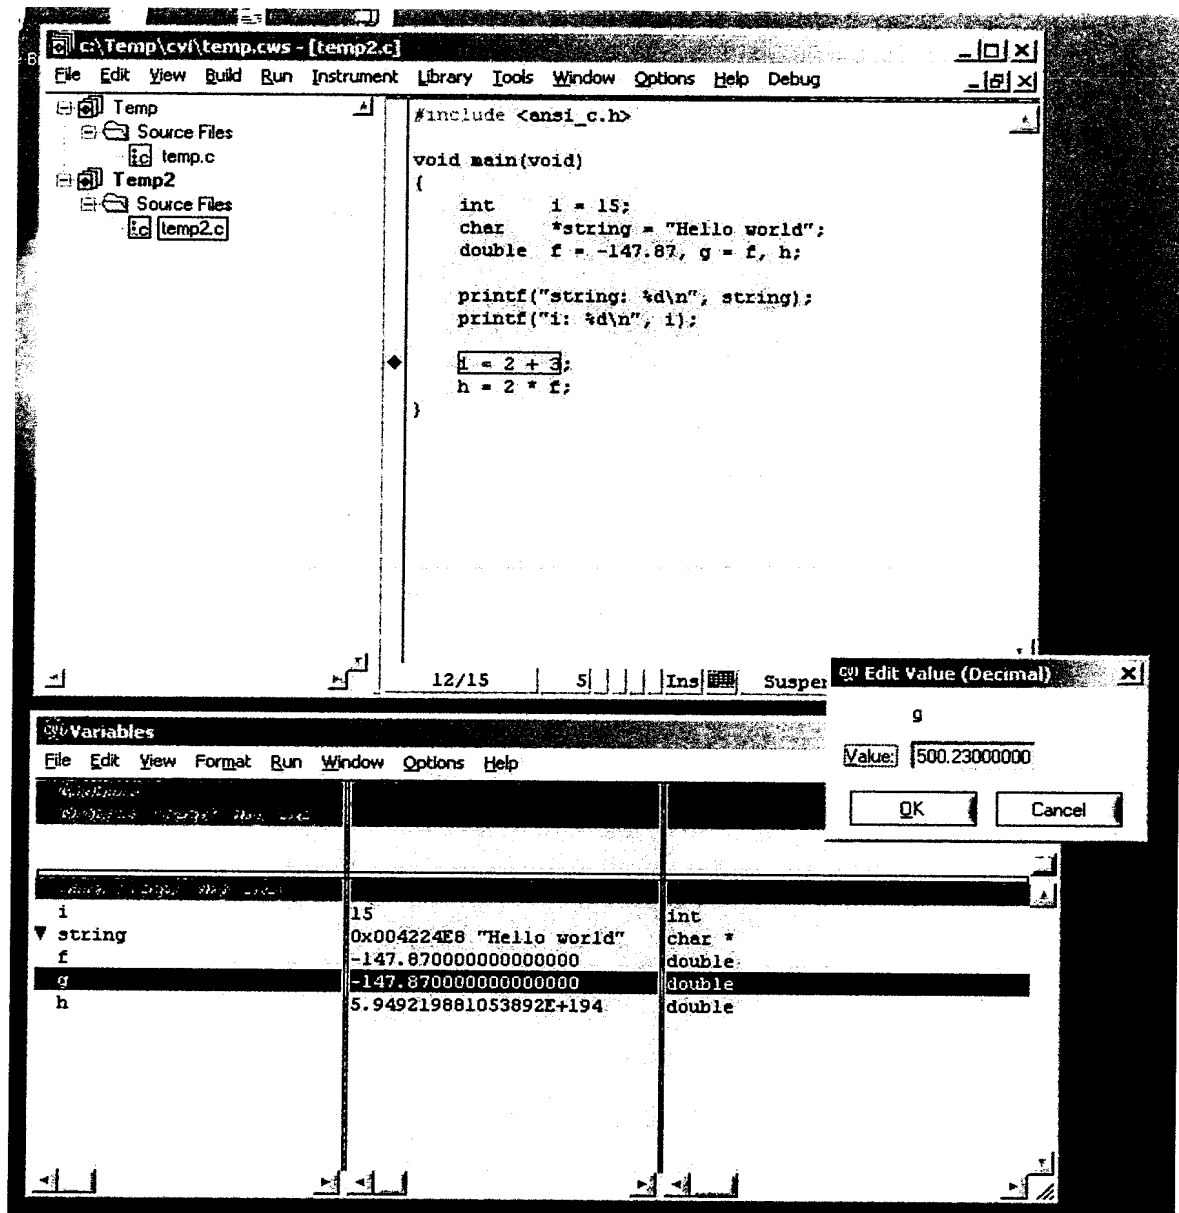 c:\Temp\cvi\temp.cws - [temp2.c]
File Edit View Build Run Instrument Library Tools Window Options Help Debug
Temp
Source Files
temp.c
Temp2
Source Files
temp2.c
#include <ansi_c.h>
void main(void)
{
int i = 15;
char *string = "Hello world";
double f = -147.87, g = f, h;
printf("string: %d\n", string);
printf("i: %d\n", i);
i = 2 + 3;
h = 2 * f;
}
12/15 5 Ins Suspe
Edit Value (Decimal)
g
Value: 500.23000000
OK Cancel
Variables
File Edit View Format Run Window Options Help
i 15 int
string 0x004224E8 "Hello world" char *
f -147.870000000000000 double
g -147.870000000000000 double
h 5.949219881053892E+194 double